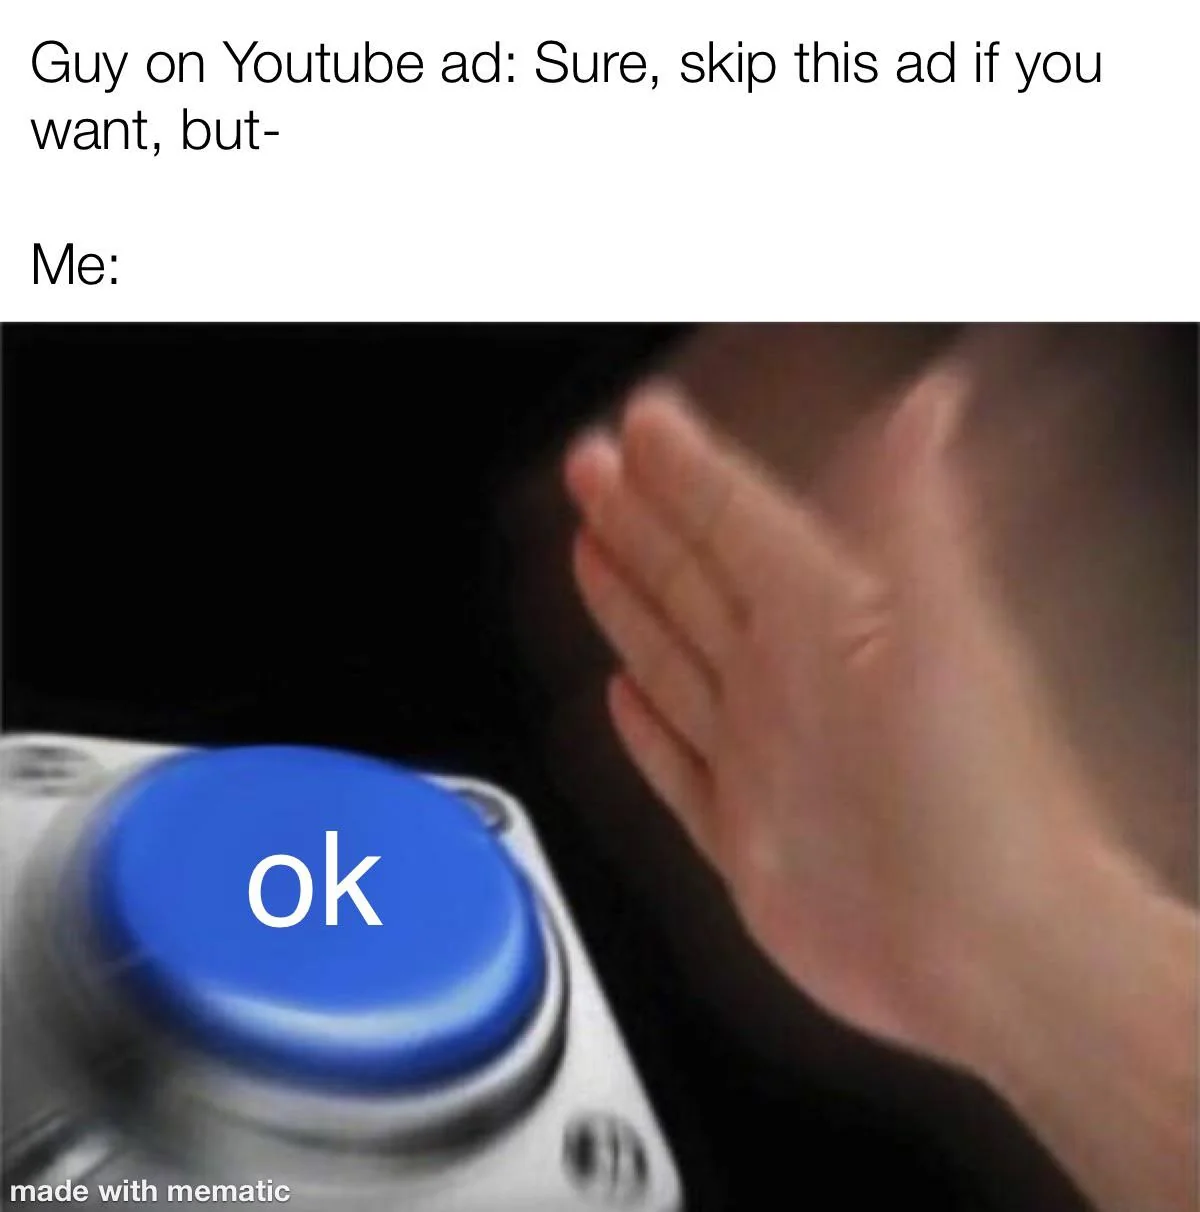 Guy on Youtube ad: Sure, skip this ad if you
want, but-
Me:
ok
made with mematic